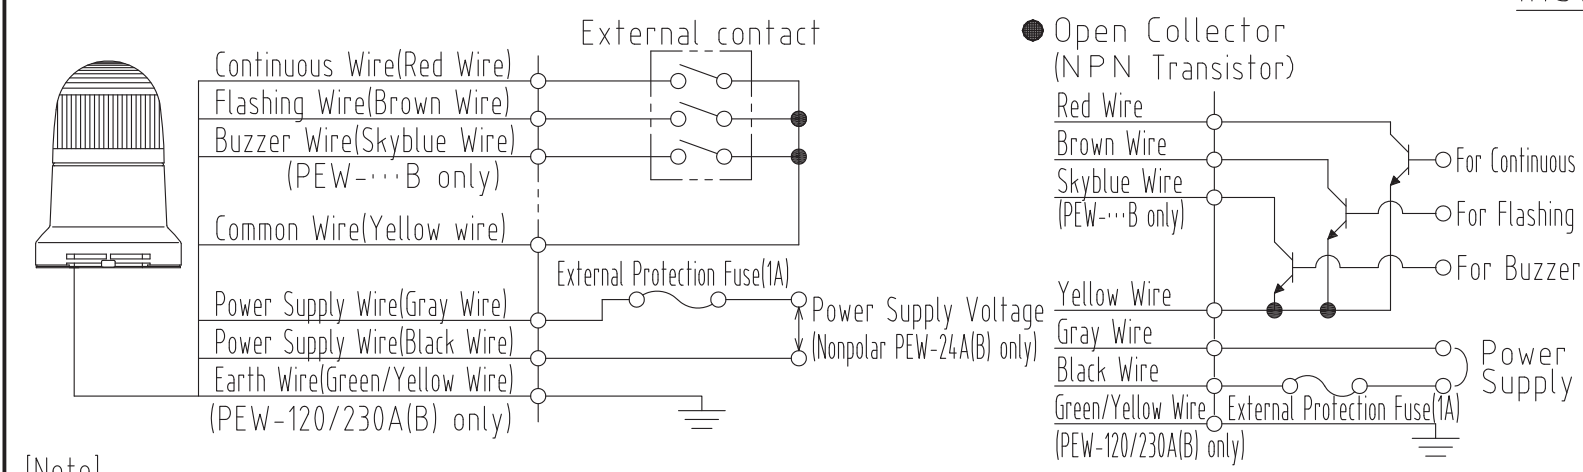 External contact
Continuous Wire(Red Wire)
Flashing Wire(Brown Wire)
Buzzer Wire(Skyblue Wire)
(PEW-···B only)
Common Wire(Yellow wire)
External Protection Fuse(1A)
Power Supply Wire(Gray Wire)
Power Supply Voltage
(Nonpolar PEW-24A(B) only)
Power Supply Wire(Black Wire)
Earth Wire(Green/Yellow Wire)
(PEW-120/230A(B) only)
Open Collector
(NPN Transistor)
Red Wire
Brown Wire
For Continuous
Skyblue Wire
(PEW-···B only)
For Flashing
For Buzzer
Yellow Wire
Gray Wire
Power
Supply
Black Wire
Green/Yellow Wire
External Protection Fuse(1A)
(PEW-120/230A(B) only)
[Note]